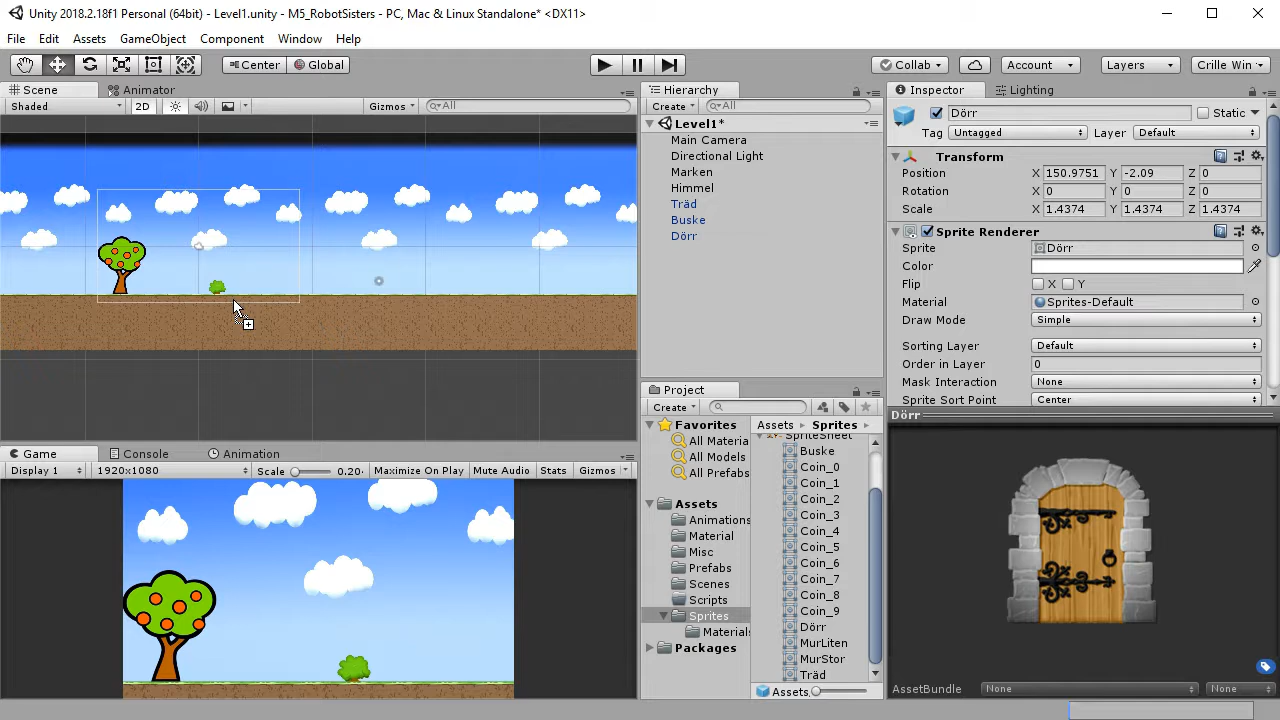 Unity 2018.2.18f1 Personal (64bit) - Level1.unity - M5_RobotSisters - PC, Mac & Linux Standalone* <DX11>
File Edit Assets GameObject Component Window Help
Center Global Collab Account Layers Crille Win
Scene Animator
Shaded 2D Gizmos All
Hierarchy
Create All
Level1*
Main Camera
Directional Light
Marken
Himmel
Träd
Buske
Dörr
Inspector Lighting
Dörr Static
Tag Untagged Layer Default
Transform
Position X 150.9751 Y -2.09 Z 0
Rotation X 0 Y 0 Z 0
Scale X 1.4374 Y 1.4374 Z 1.4374
Sprite Renderer
Sprite Dörr
Color
Flip X Y
Material Sprites-Default
Draw Mode Simple
Sorting Layer Default
Order in Layer 0
Mask Interaction None
Sprite Sort Point Center
Dörr
AssetBundle None None
Game Console Animation
Display 1 1920x1080 Scale 0.20 Maximize On Play Mute Audio Stats Gizmos
Project
Create
Favorites
All Materia
All Models
All Prefabs
Assets
Animations
Material
Misc
Prefabs
Scenes
Scripts
Sprites
Materials
Packages
Assets Sprites
SpriteSheet
Buske
Coin_0
Coin_1
Coin_2
Coin_3
Coin_4
Coin_5
Coin_6
Coin_7
Coin_8
Coin_9
Dörr
MurLiten
MurStor
Träd
Assets